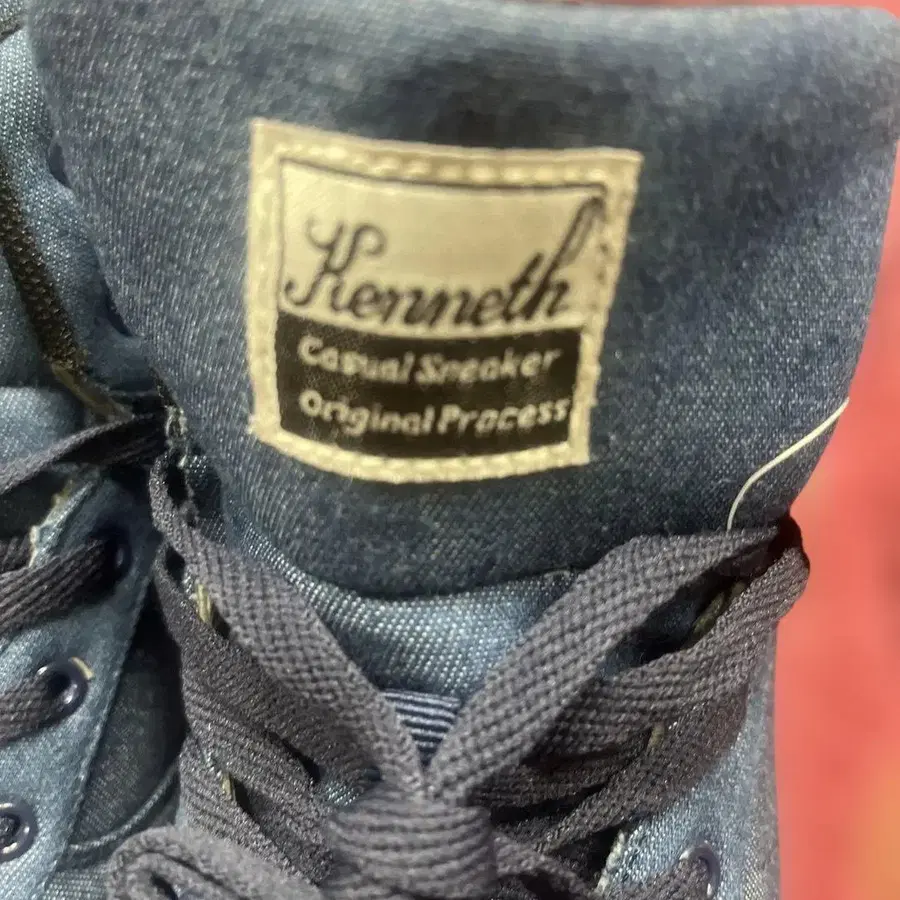 Kenneth
Casual Sneaker
Original Process